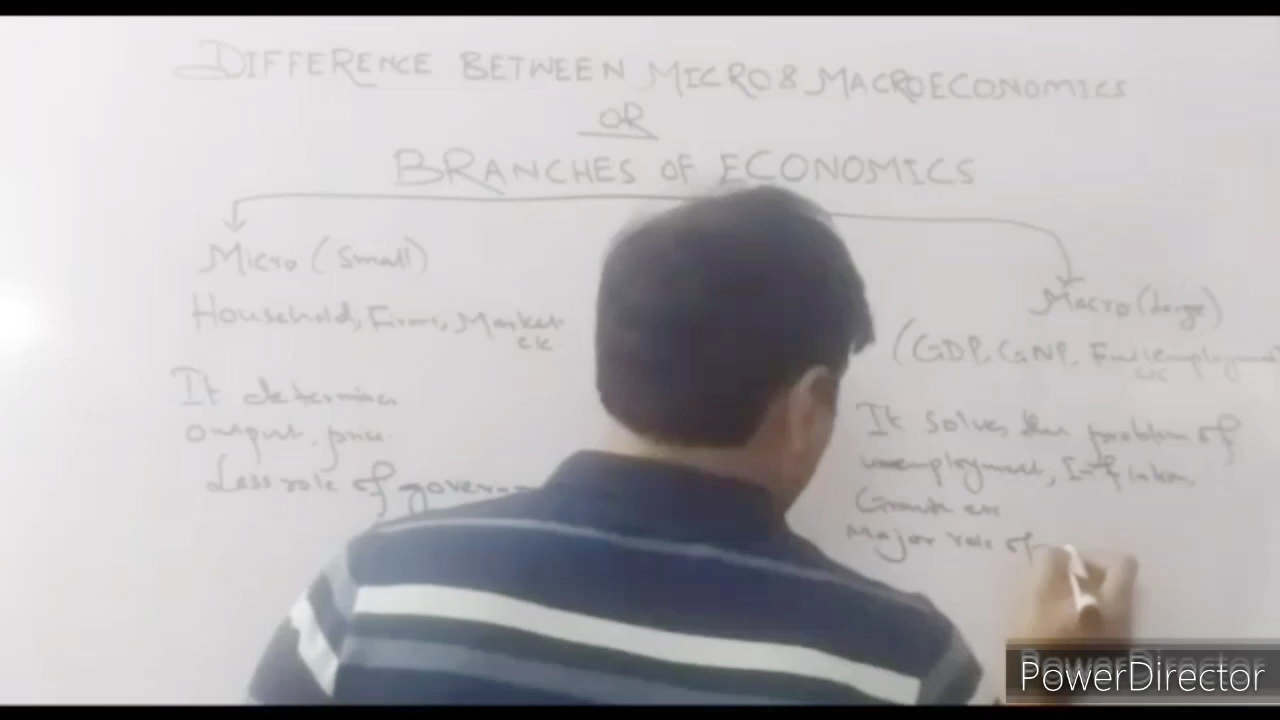 DIFFERENCE BETWEEN MICRO & MACROECONOMICS
OR
BRANCHES OF ECONOMICS
Micro (Small)
Household, Firms, Market
etc
It determines
output, price
Less role of govern
Macro (large)
(GDP, GNP,
etc
It solves the problem of
unemployment, Inflation,
Growth etc
Major role of
PowerDirector